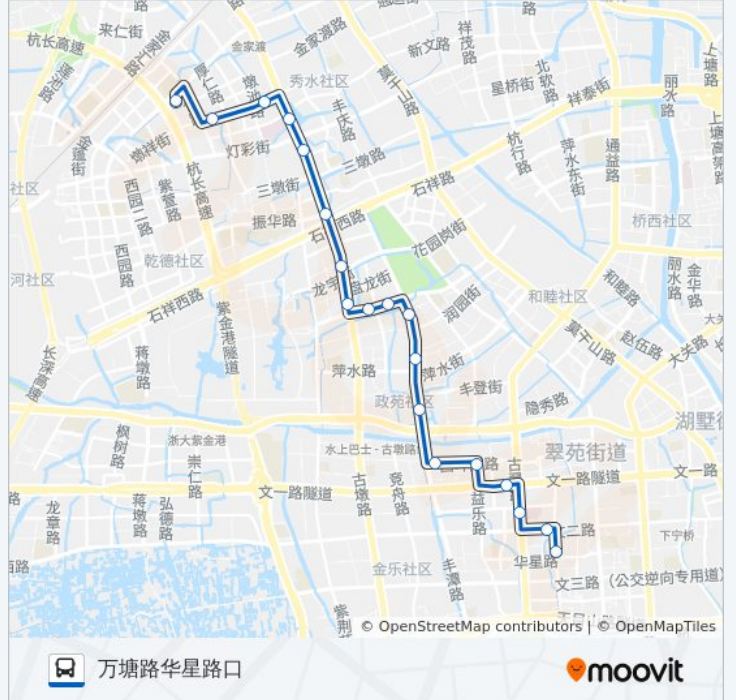 路
来仁街
杭长高速
金家渡
金家渡路
新文路
祥茂路
上塘路
莲池路
厚仁路
秀水社区
莫干山路
星桥街
北软路
祥泰街
丽水路
丰庆路
金蓬街
墩祥街
灯彩街
三墩路
杭行路
萍水东街
通益路
上塘高架路
社区
西园二路
紫萱路
杭长高速
三墩街
石祥路
振华路
桥西社区
花园岗街
河社区
西园路
乾德社区
盘龙街
石祥西路
润园街
和睦社区
和睦路
丽水路
金华路
紫金港隧道
莫干山路
赵伍路
大关路
长深高速
蒋墩路
萍水路
萍水街
丰登街
隐秀路
湖墅街
枫树路
浙大紫金港
水上巴士-古墩路
翠苑街道
崇仁路
文一路隧道
文一路隧道
文一路
龙章路
蒋墩路
弘德路
古墩路
竞舟路
益乐路
下宁桥
华星路
金乐社区
丰潭路
文三路（公交逆向专用道）
© OpenStreetMap contributors | © OpenMapTiles
万塘路华星路口
moovit